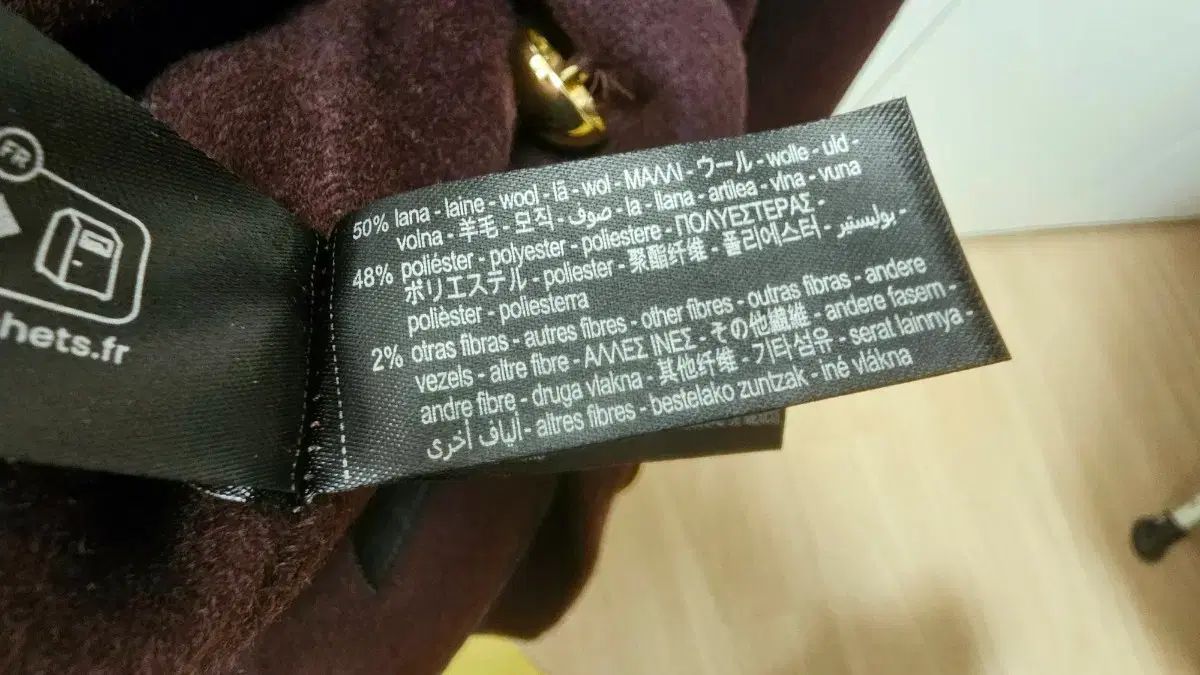 FR
hets.fr
50% lana - laine - wool - lã - wol - ΜΑΛΛΙ - ウール - wolle - uld -
volna - 羊毛 - 모직 - صوف - la - llana - artilea - vlna - vuna
48% poliéster - polyester - poliestere - ΠΟΛΥΕΣΤΕΡΑΣ -
ポリエステル - poliester - 聚酯纤维 - 폴리에스터 - بوليستير -
polièster - poliesterra
2% otras fibras - autres fibres - other fibres - outras fibras - andere
vezels - altre fibre - ΑΛΛΕΣ ΙΝΕΣ - その他繊維 - andere fasern -
andre fibre - druga vlakna - 其他纤维 - 기타섬유 - serat lainnya -
ألياف أخرى - altres fibres - bestelako zuntzak - iné vlákna